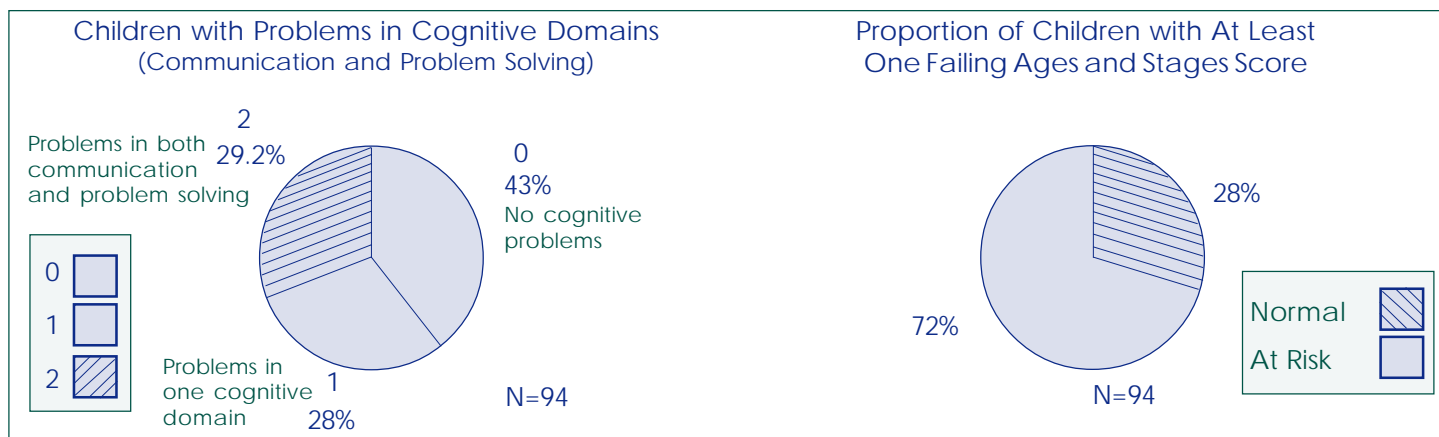 Children with Problems in Cognitive Domains
(Communication and Problem Solving)
2
29.2%
Problems in both
communication
and problem solving
0
43%
No cognitive
problems
0
1
2
Problems in
one cognitive
domain
1
28%
N=94
Proportion of Children with At Least
One Failing Ages and Stages Score
28%
72%
N=94
Normal
At Risk